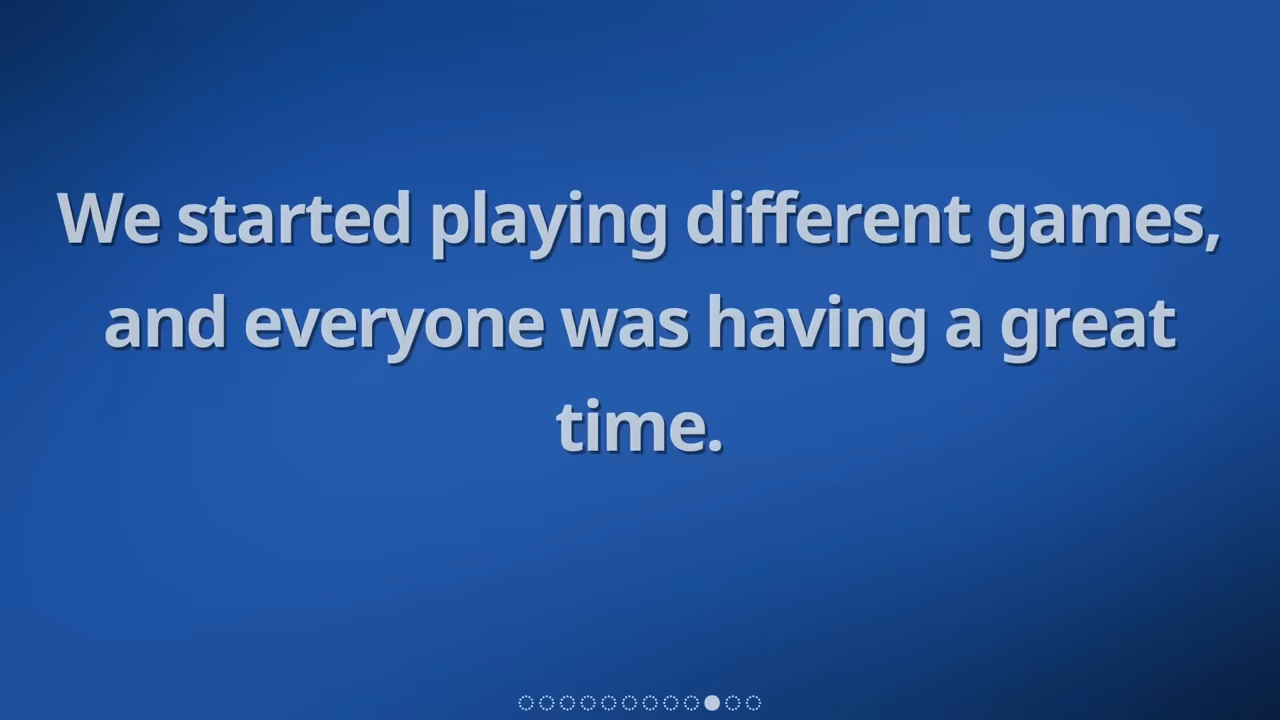 We started playing different games,
and everyone was having a great
time.